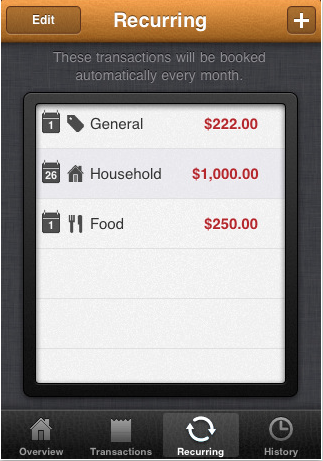 Edit Recurring +
These transactions will be booked
automatically every month.
1 General $222.00
26 Household $1,000.00
1 Food $250.00
Overview Transactions Recurring History